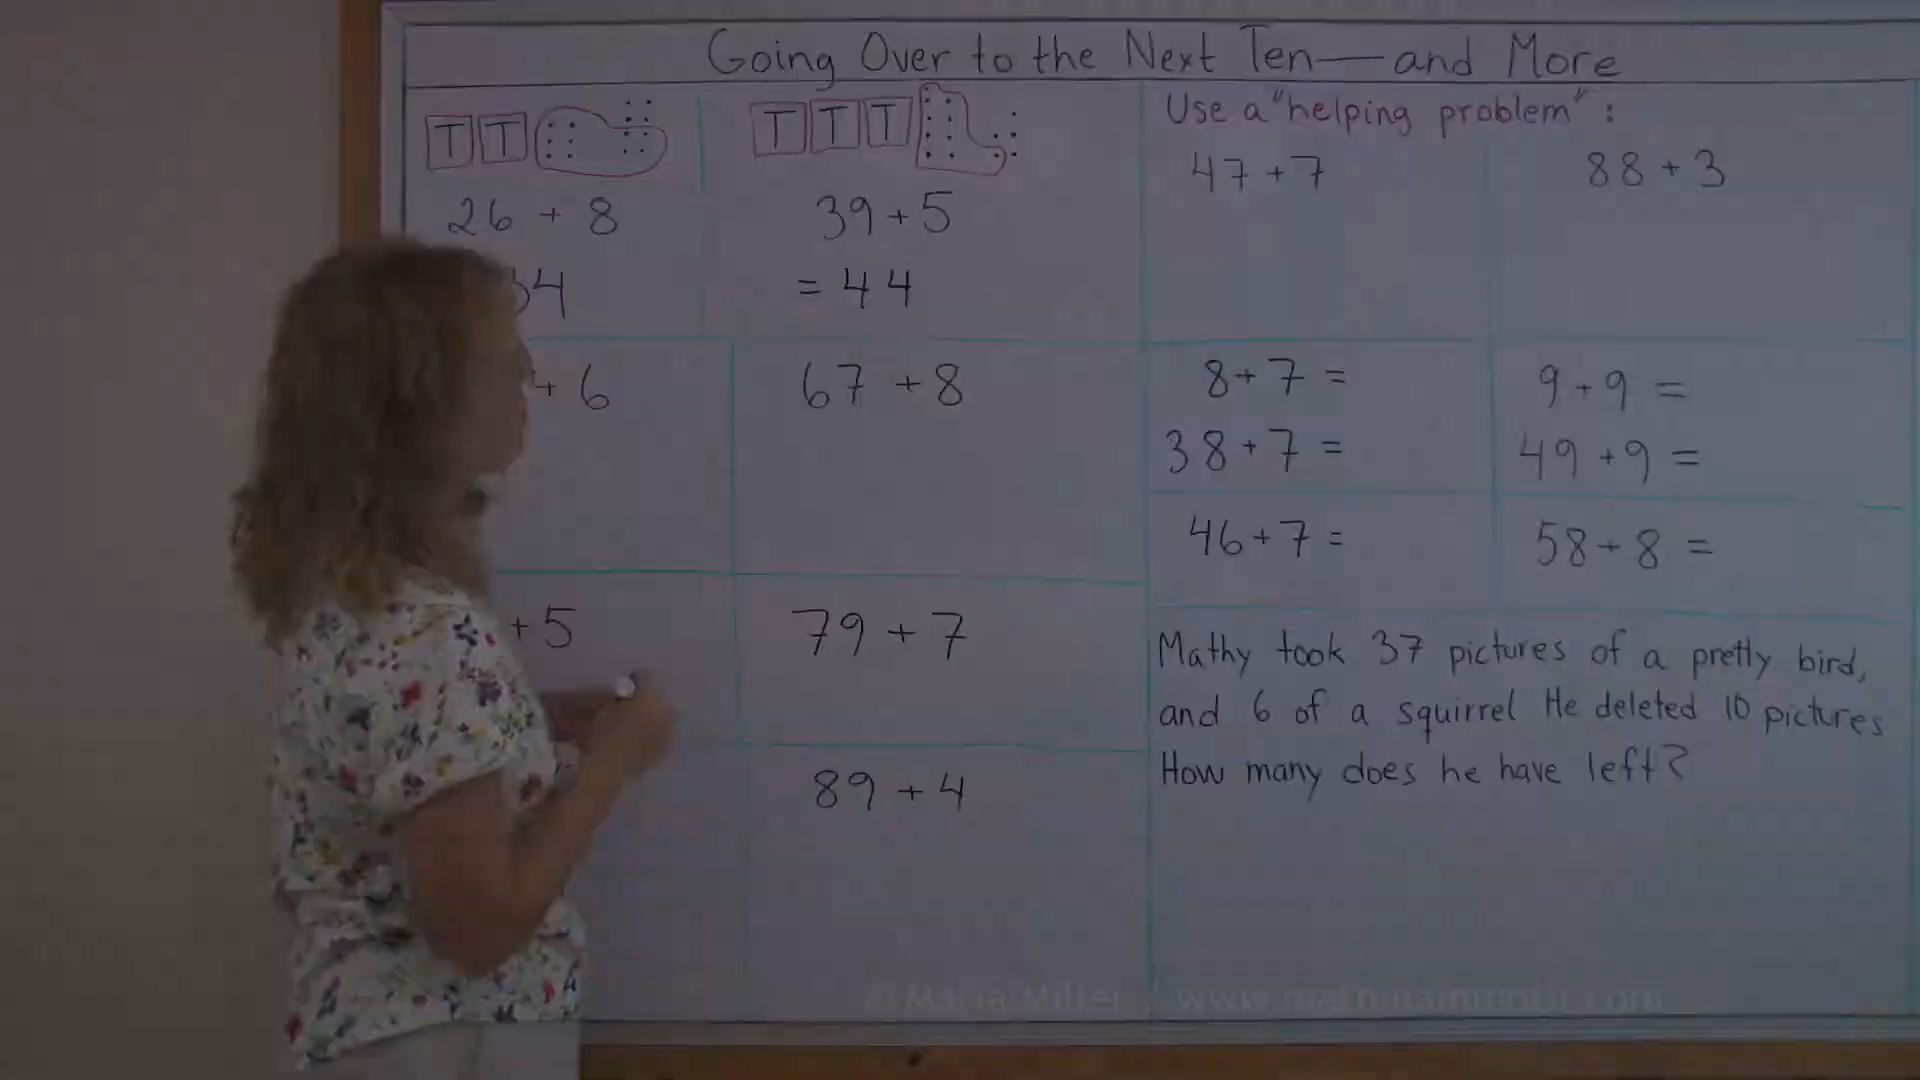 Going Over to the Next Ten—and More
T T
T T T
26 + 8
39 + 5
34
= 44
+ 6
67 + 8
+ 5
79 + 7
89 + 4
Use a "helping problem" :
47 + 7
88 + 3
8 + 7 =
9 + 9 =
38 + 7 =
49 + 9 =
46 + 7 =
58 + 8 =
Mathy took 37 pictures of a pretty bird,
and 6 of a squirrel He deleted 10 pictures
How many does he have left?
© Maria Miller